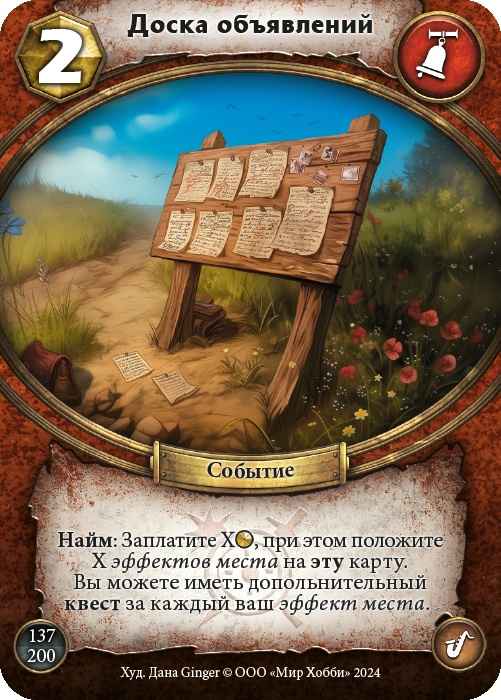 2
Доска объявлений
Событие
Найм: Заплатите X, при этом положите
X эффектов места на эту карту.
Вы можете иметь допольнительный
квест за каждый ваш эффект места.
137
200
Худ. Дана Ginger © ООО «Мир Хобби» 2024